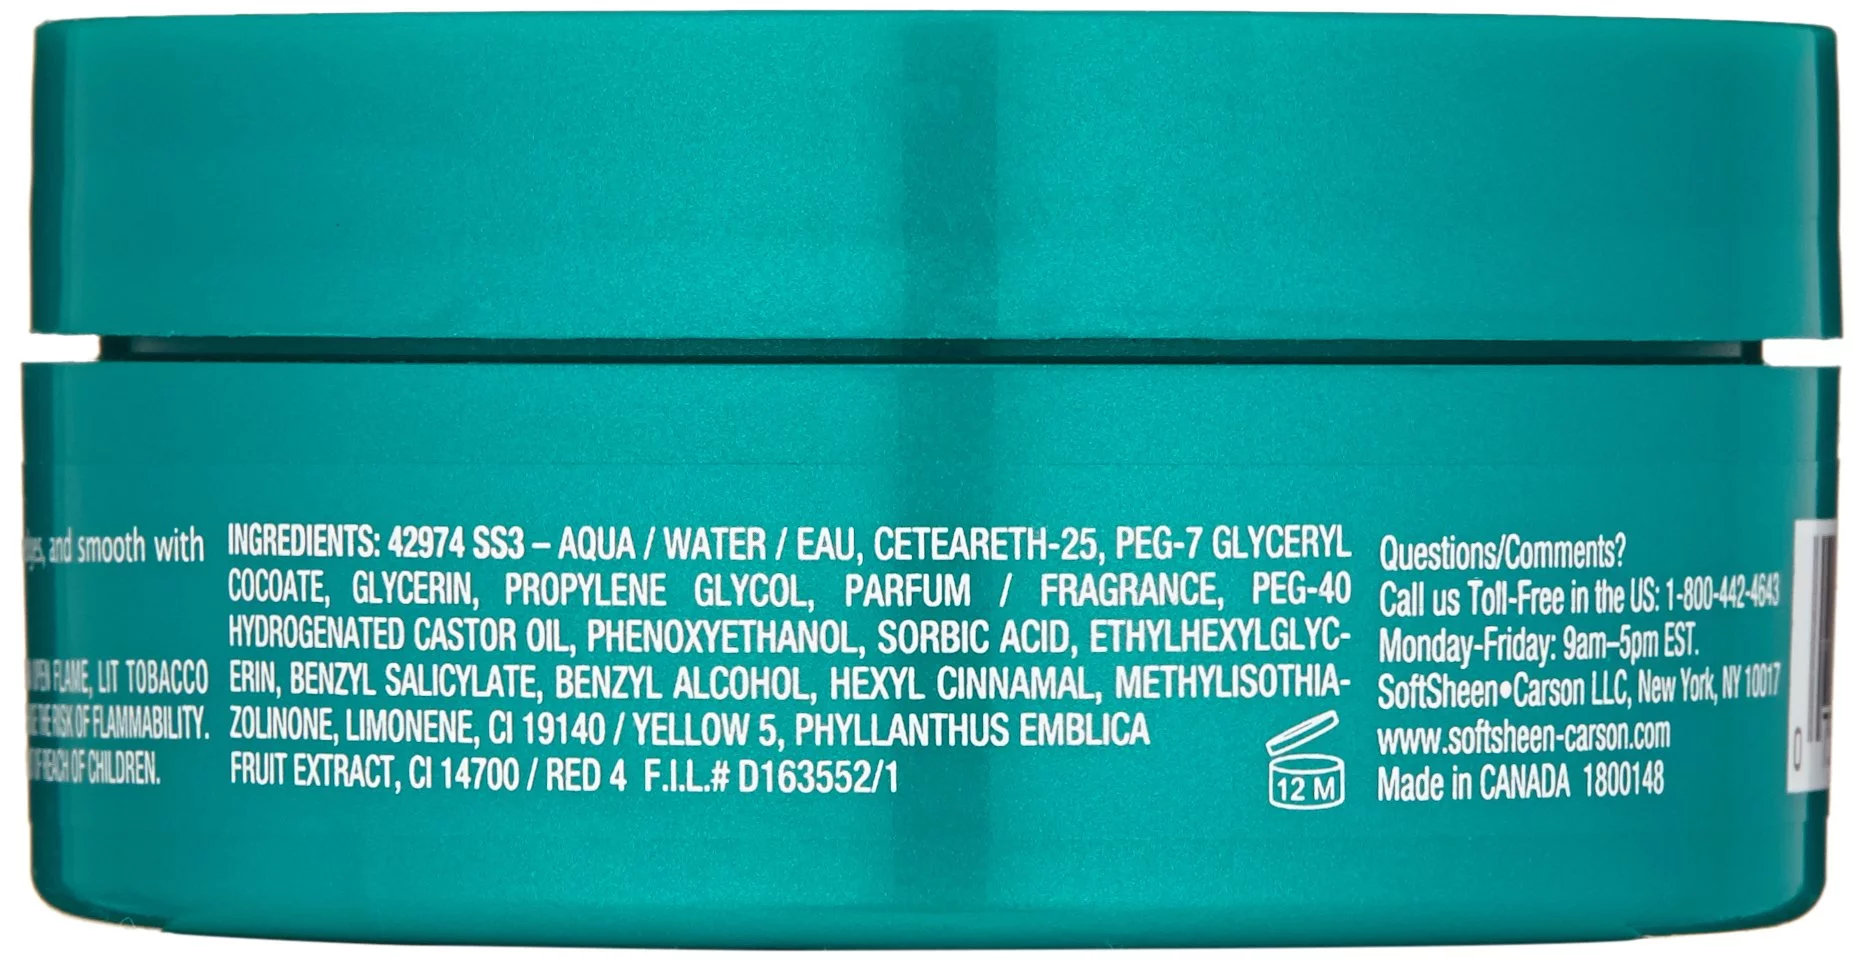 and smooth with
FLAME, LIT TOBACCO
RISK OF FLAMMABILITY.
OF REACH OF CHILDREN.
INGREDIENTS: 42974 SS3 – AQUA / WATER / EAU, CETEARETH-25, PEG-7 GLYCERYL
COCOATE, GLYCERIN, PROPYLENE GLYCOL, PARFUM / FRAGRANCE, PEG-40
HYDROGENATED CASTOR OIL, PHENOXYETHANOL, SORBIC ACID, ETHYLHEXYLGLYC-
ERIN, BENZYL SALICYLATE, BENZYL ALCOHOL, HEXYL CINNAMAL, METHYLISOTHIA-
ZOLINONE, LIMONENE, CI 19140 / YELLOW 5, PHYLLANTHUS EMBLICA
FRUIT EXTRACT, CI 14700 / RED 4 F.I.L.# D163552/1
12 M
Questions/Comments?
Call us Toll-Free in the US: 1-800-442-4643
Monday-Friday: 9am–5pm EST.
SoftSheen•Carson LLC, New York, NY 10017
www.softsheen-carson.com
Made in CANADA 1800148
0